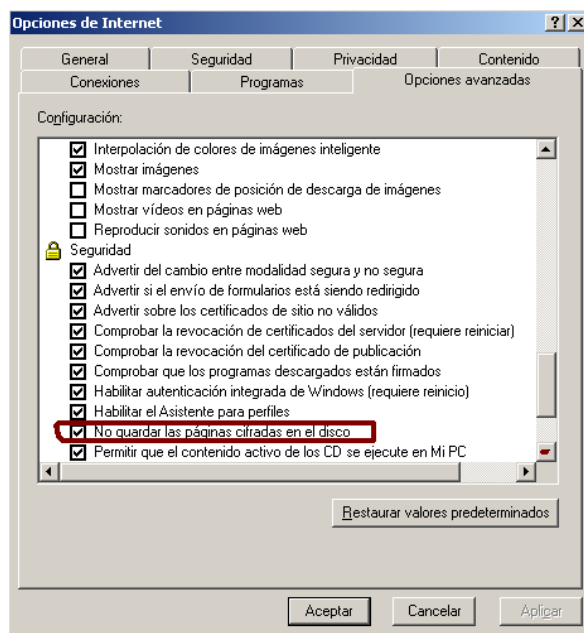 Opciones de Internet
General
Seguridad
Privacidad
Contenido
Conexiones
Programas
Opciones avanzadas
Configuración:
Interpolación de colores de imágenes inteligente
Mostrar imágenes
Mostrar marcadores de posición de descarga de imágenes
Mostrar vídeos en páginas web
Reproducir sonidos en páginas web
Seguridad
Advertir del cambio entre modalidad segura y no segura
Advertir si el envío de formularios está siendo redirigido
Advertir sobre los certificados de sitio no válidos
Comprobar la revocación de certificados del servidor (requiere reiniciar)
Comprobar la revocación del certificado de publicación
Comprobar que los programas descargados están firmados
Habilitar autenticación integrada de Windows (requiere reinicio)
Habilitar el Asistente para perfiles
No guardar las páginas cifradas en el disco
Permitir que el contenido activo de los CD se ejecute en Mi PC
Restaurar valores predeterminados
Aceptar
Cancelar
Aplicar